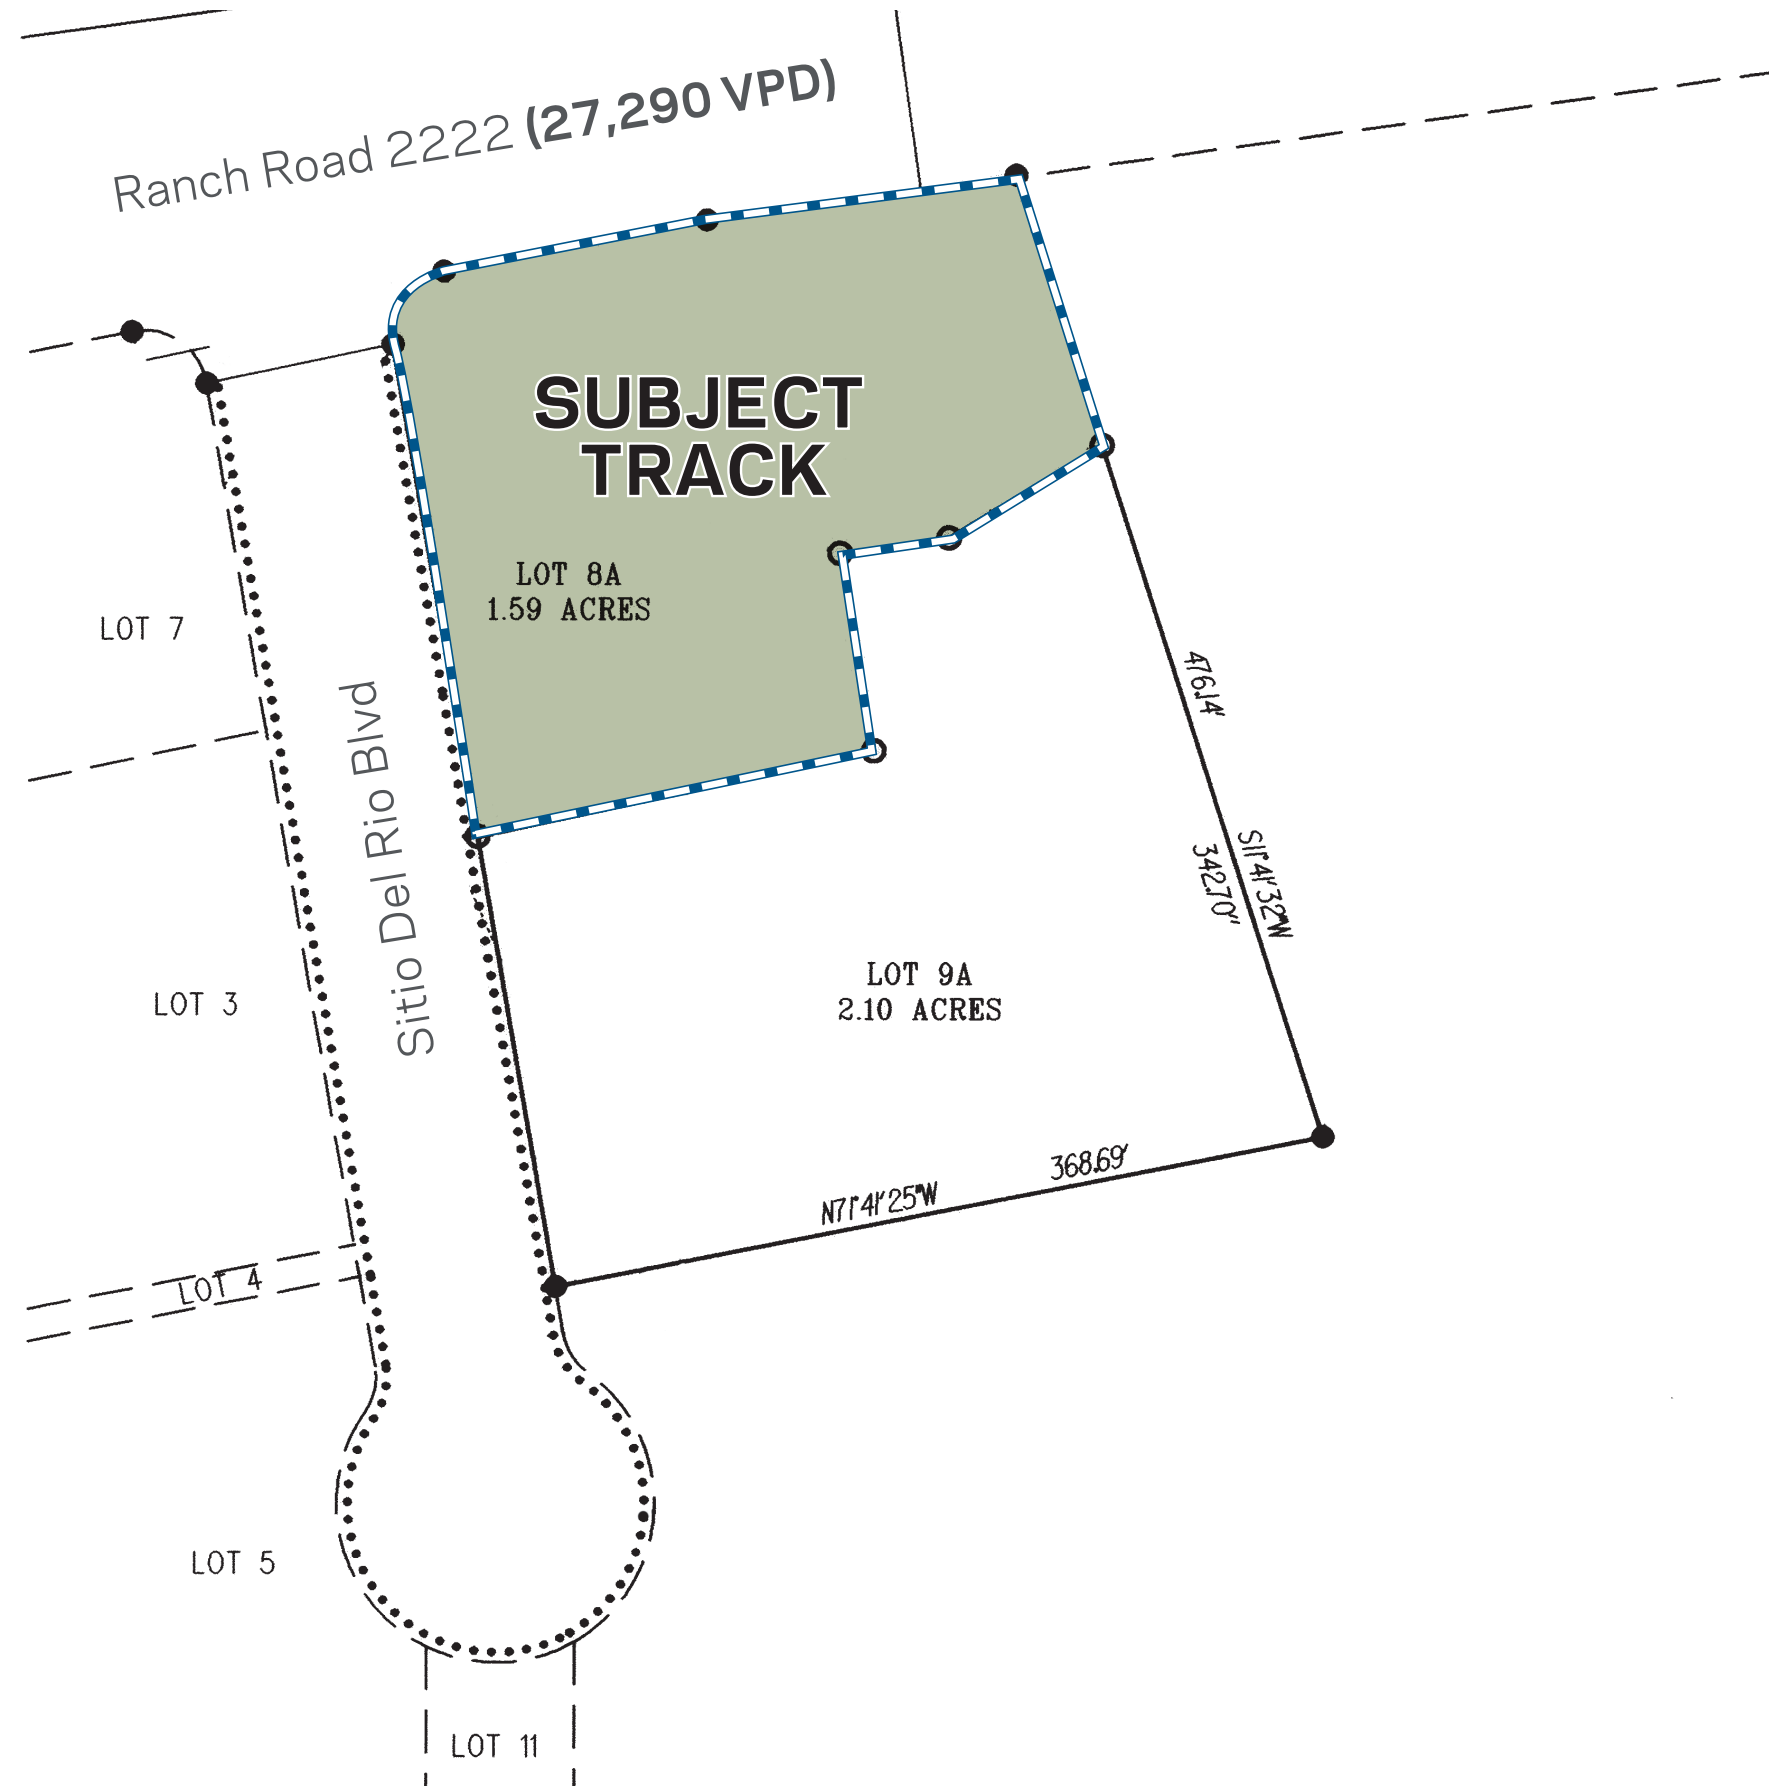 Ranch Road 2222 (27,290 VPD)
SUBJECT
TRACK
LOT 8A
1.59 ACRES
LOT 7
Sitio Del Rio Blvd
476.14'
S11°41'32"W
342.70'
LOT 9A
2.10 ACRES
LOT 3
368.69'
N71°41'25"W
LOT 4
LOT 5
LOT 11